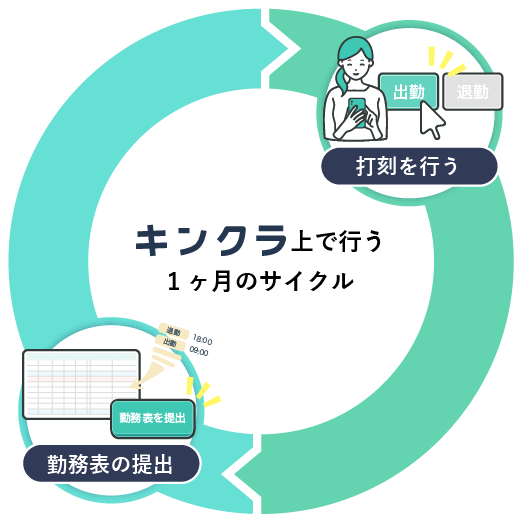 出勤
退勤
打刻を行う
キンクラ上で行う
1ヶ月のサイクル
退勤 18:00
出勤 09:00
勤務表を提出
勤務表の提出